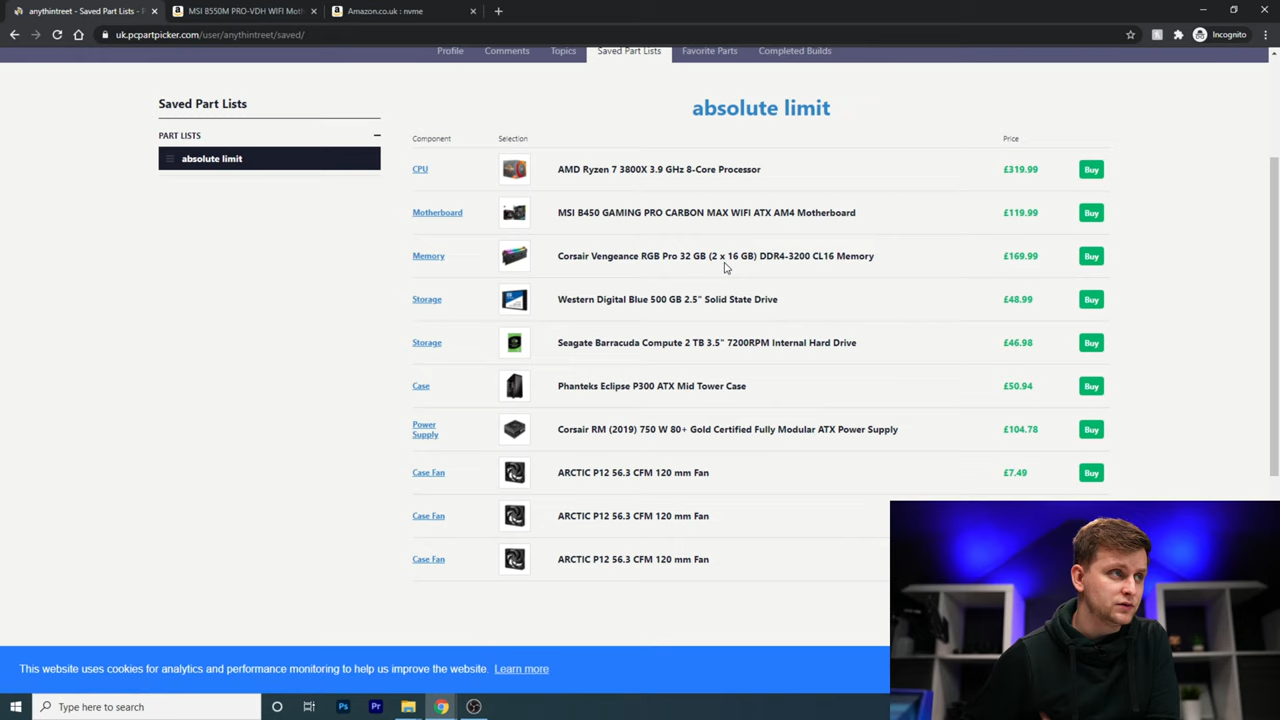 anythintreet – Saved Part Lists – P
MSI B550M PRO-VDH WIFI Moth
Amazon.co.uk : nvme
uk.pcpartpicker.com/user/anythintreet/saved/
Incognito
Profile
Comments
Topics
Saved Part Lists
Favorite Parts
Completed Builds
Saved Part Lists
PART LISTS
absolute limit
absolute limit
Component Selection Price
CPU AMD Ryzen 7 3800X 3.9 GHz 8-Core Processor £319.99 Buy
Motherboard MSI B450 GAMING PRO CARBON MAX WIFI ATX AM4 Motherboard £119.99 Buy
Memory Corsair Vengeance RGB Pro 32 GB (2 x 16 GB) DDR4-3200 CL16 Memory £169.99 Buy
Storage Western Digital Blue 500 GB 2.5" Solid State Drive £48.99 Buy
Storage Seagate Barracuda Compute 2 TB 3.5" 7200RPM Internal Hard Drive £46.98 Buy
Case Phanteks Eclipse P300 ATX Mid Tower Case £50.94 Buy
Power
Supply Corsair RM (2019) 750 W 80+ Gold Certified Fully Modular ATX Power Supply £104.78 Buy
Case Fan ARCTIC P12 56.3 CFM 120 mm Fan £7.49 Buy
Case Fan ARCTIC P12 56.3 CFM 120 mm Fan
Case Fan ARCTIC P12 56.3 CFM 120 mm Fan
This website uses cookies for analytics and performance monitoring to help us improve the website. Learn more
Type here to search
Ps
Pr